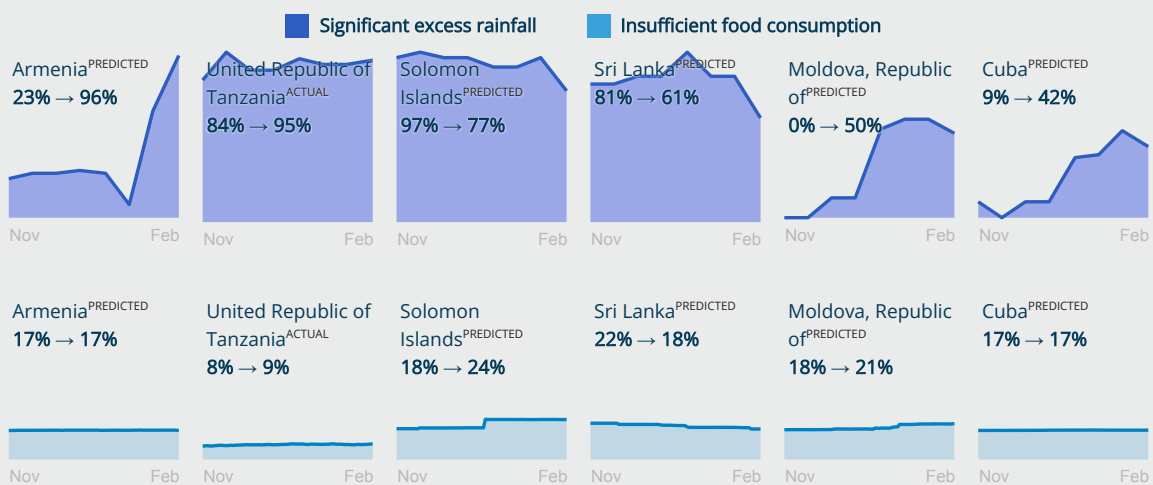 Significant excess rainfall Insufficient food consumption
ArmeniaPREDICTED
23% → 96%
United Republic of
TanzaniaACTUAL
84% → 95%
Solomon
IslandsPREDICTED
97% → 77%
Sri LankaPREDICTED
81% → 61%
Moldova, Republic
ofPREDICTED
0% → 50%
CubaPREDICTED
9% → 42%
Nov Feb
Nov Feb
Nov Feb
Nov Feb
Nov Feb
Nov Feb
ArmeniaPREDICTED
17% → 17%
United Republic of
TanzaniaACTUAL
8% → 9%
Solomon
IslandsPREDICTED
18% → 24%
Sri LankaPREDICTED
22% → 18%
Moldova, Republic
ofPREDICTED
18% → 21%
CubaPREDICTED
17% → 17%
Nov Feb
Nov Feb
Nov Feb
Nov Feb
Nov Feb
Nov Feb